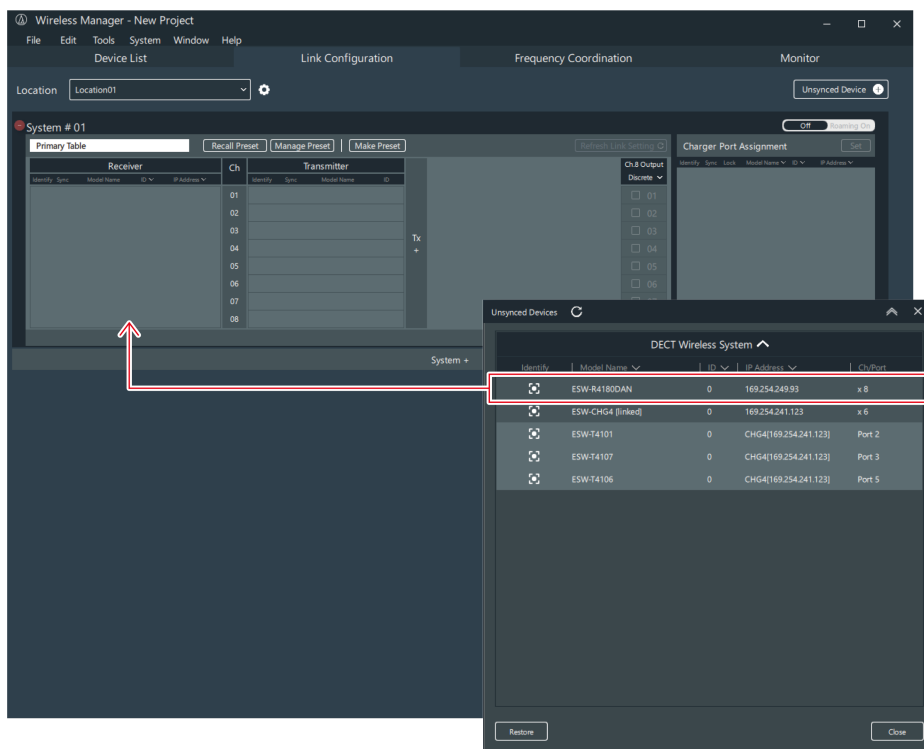 Wireless Manager - New Project
File Edit Tools System Window Help
Device List Link Configuration Frequency Coordination Monitor
Location Location01 Unsynced Device
System # 01 Off Roaming On
Primary Table Recall Preset Manage Preset Make Preset Refresh Link Setting Charger Port Assignment Set
Receiver Ch Transmitter Ch.8 Output
Discrete
Identify Sync Model Name ID IP Address Identify Sync Model Name ID Identify Sync Lock Model Name ID IP Address
01 01
02 02
03 03
Tx
04 04
+
05 05
06 06
07
08
System +
Unsynced Devices
DECT Wireless System
Identify Model Name ID IP Address Ch/Port
ESW-R4180DAN 0 169.254.249.93 x 8
ESW-CHG4 [linked] 0 169.254.241.123 x 6
ESW-T4101 0 CHG4[169.254.241.123] Port 2
ESW-T4107 0 CHG4[169.254.241.123] Port 3
ESW-T4106 0 CHG4[169.254.241.123] Port 5
Restore Close